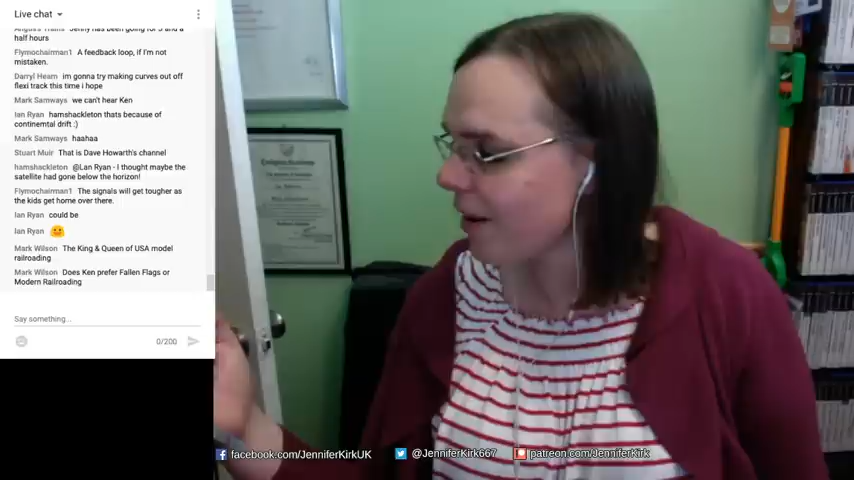 Live chat
Jenny has been going for 3 and a
half hours
Flymochairman1 A feedback loop, if I'm not
mistaken.
Darryl Hearn im gonna try making curves out off
flexi track this time i hope
Mark Samways we can't hear Ken
Ian Ryan hamshackleton thats because of
continemtal drift :)
Mark Samways haahaa
Stuart Muir That is Dave Howarth's channel
hamshackleton @Lan Ryan - I thought maybe the
satellite had gone below the horizon!
Flymochairman1 The signals will get tougher as
the kids get home over there.
Ian Ryan could be
Ian Ryan 🙂
Mark Wilson The King & Queen of USA model
railroading
Mark Wilson Does Ken prefer Fallen Flags or
Modern Railroading
Say something...
0/200
facebook.com/JenniferKirkUK
@JenniferKirk667
patreon.com/JenniferKirk